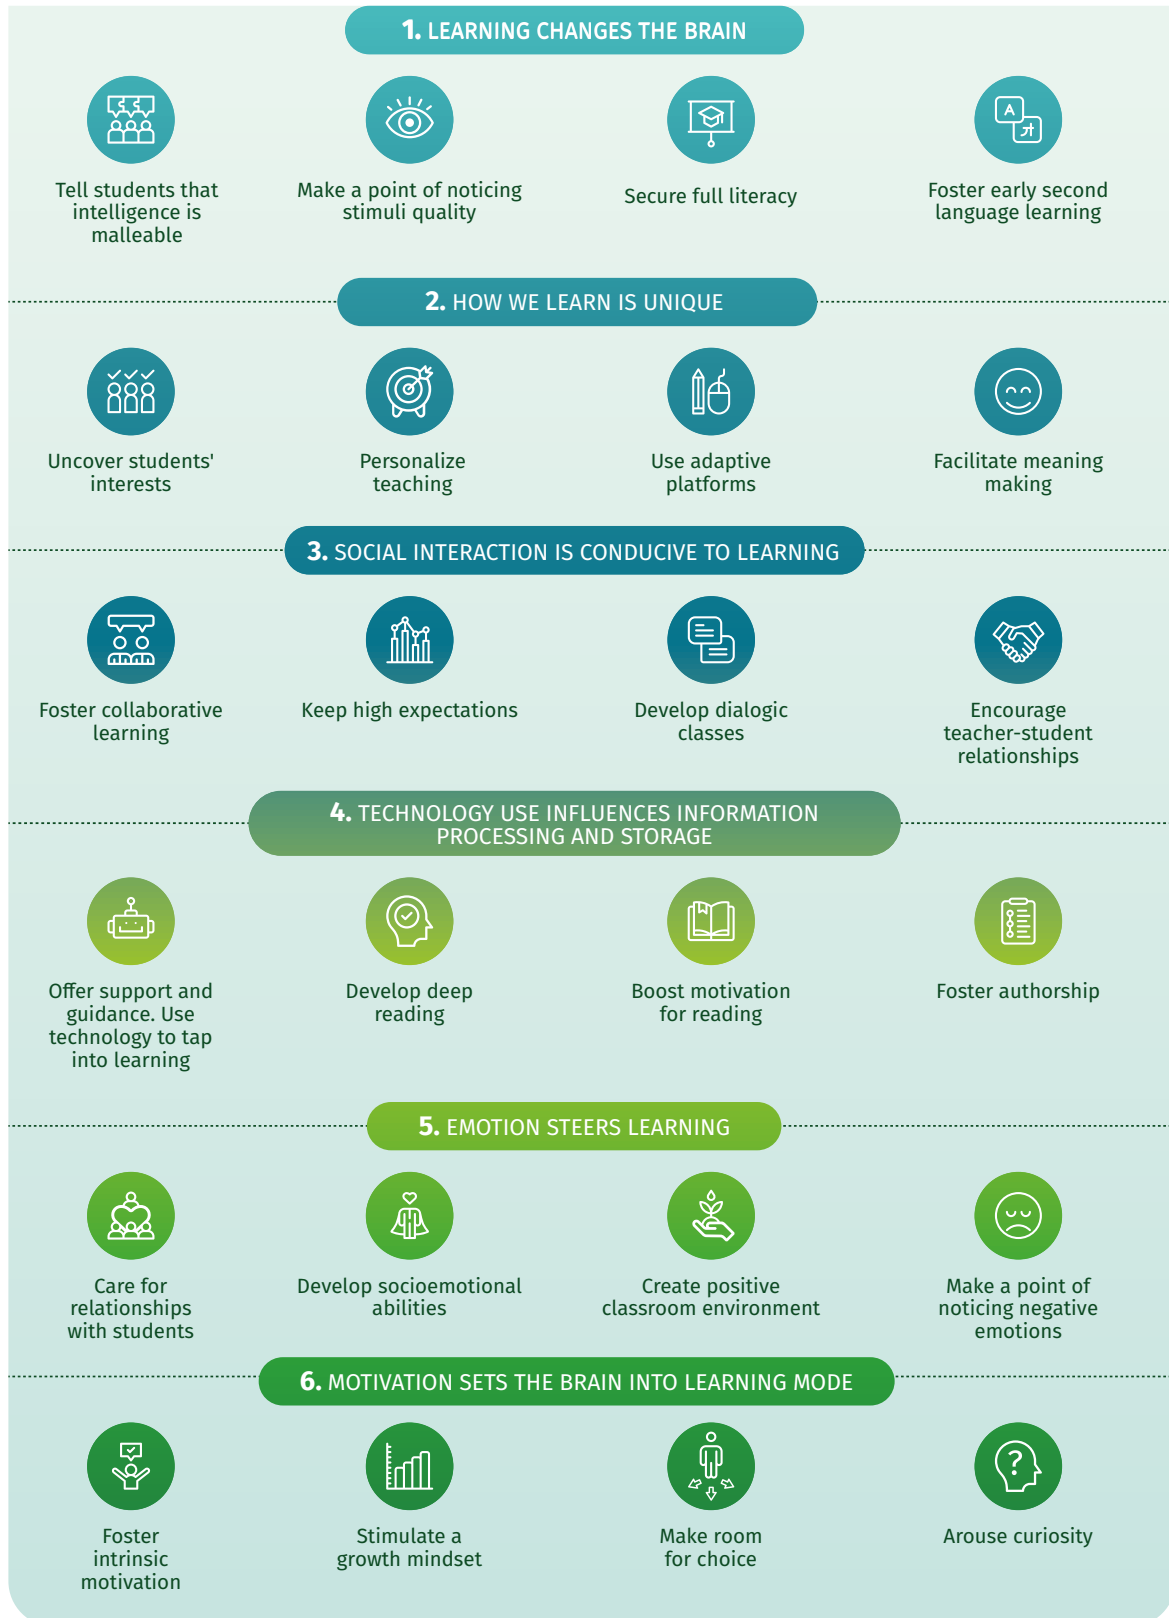 1. LEARNING CHANGES THE BRAIN
A
Tell students that
intelligence is
malleable
Make a point of noticing
stimuli quality
Secure full literacy
Foster early second
language learning
2. HOW WE LEARN IS UNIQUE
Uncover students'
interests
Personalize
teaching
Use adaptive
platforms
Facilitate meaning
making
3. SOCIAL INTERACTION IS CONDUCIVE TO LEARNING
Foster collaborative
learning
Keep high expectations
Develop dialogic
classes
Encourage
teacher-student
relationships
4. TECHNOLOGY USE INFLUENCES INFORMATION
PROCESSING AND STORAGE
Offer support and
guidance. Use
technology to tap
into learning
Develop deep
reading
Boost motivation
for reading
Foster authorship
5. EMOTION STEERS LEARNING
Care for
relationships
with students
Develop socioemotional
abilities
Create positive
classroom environment
Make a point of
noticing negative
emotions
6. MOTIVATION SETS THE BRAIN INTO LEARNING MODE
?
Foster
intrinsic
motivation
Stimulate a
growth mindset
Make room
for choice
Arouse curiosity